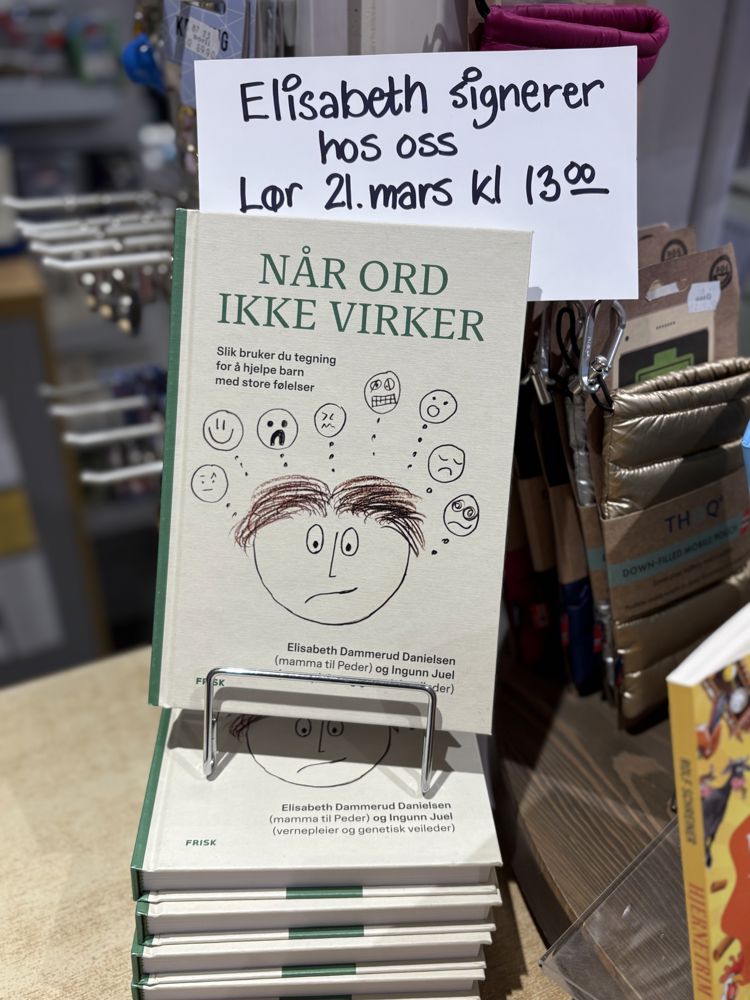 Elisabeth signerer
hos oss
Lør 21. mars kl 13⁰⁰
NÅR ORD
IKKE VIRKER
Slik bruker du tegning
for å hjelpe barn
med store følelser
Elisabeth Dammerud Danielsen
(mamma til Peder) og Ingunn Juel
FRISK
Elisabeth Dammerud Danielsen
(mamma til Peder) og Ingunn Juel
(vernepleier og genetisk veileder)
FRISK
DOWN-FILLED MOBILE POUCH
ROLF SCHREINER